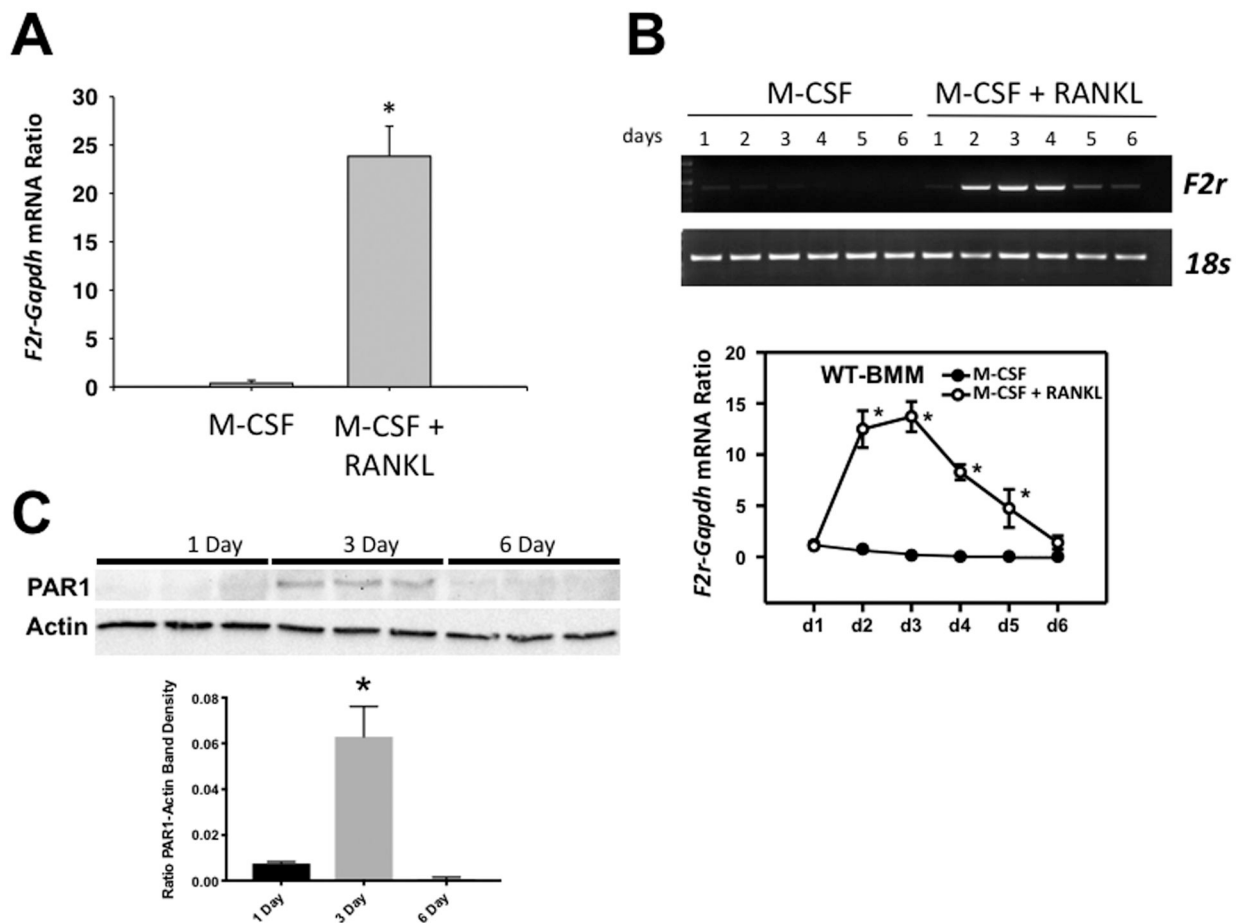 A
F2r-Gapdh mRNA Ratio
30
25
20
15
10
5
0
*
M-CSF
M-CSF +
RANKL
B
M-CSF M-CSF + RANKL
days 1 2 3 4 5 6 1 2 3 4 5 6
F2r
18s
F2r-Gapdh mRNA Ratio
20
15
10
5
0
WT-BMM
M-CSF
M-CSF + RANKL
* * * *
d1 d2 d3 d4 d5 d6
C
1 Day 3 Day 6 Day
PAR1
Actin
Ratio PAR1-Actin Band Density
0.08
0.06
0.04
0.02
0.00
*
1 Day 3 Day 6 Day